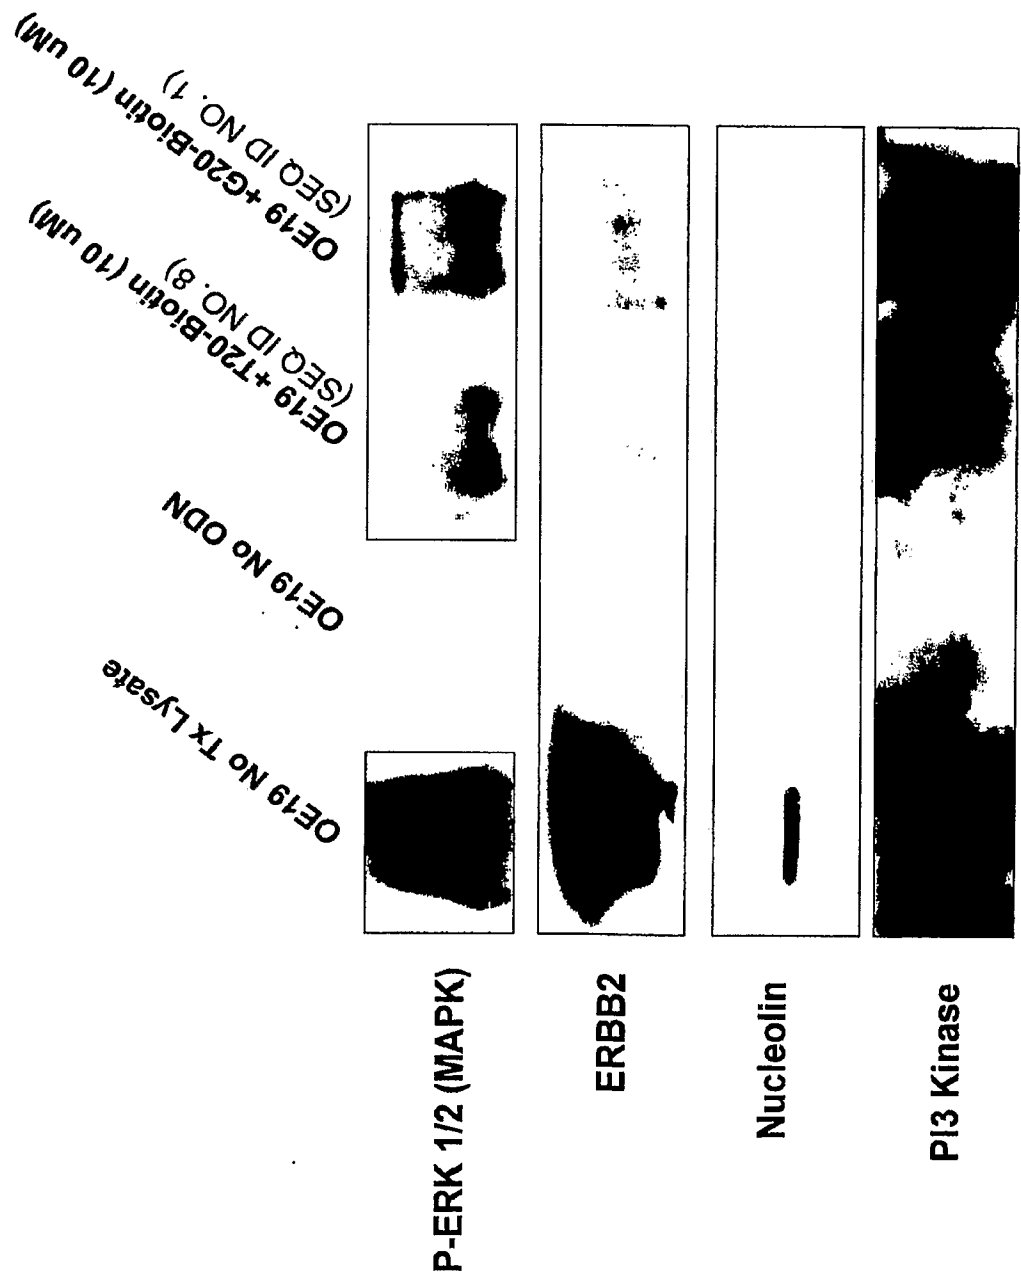 OE19 No Tx Lysate
OE19 No ODN
OE19 +T20-Biotin (10 uM)
(SEQ ID NO. 8)
OE19 +G20-Biotin (10 uM)
(SEQ ID NO. 1)
P-ERK 1/2 (MAPK)
ERBB2
Nucleolin
PI3 Kinase